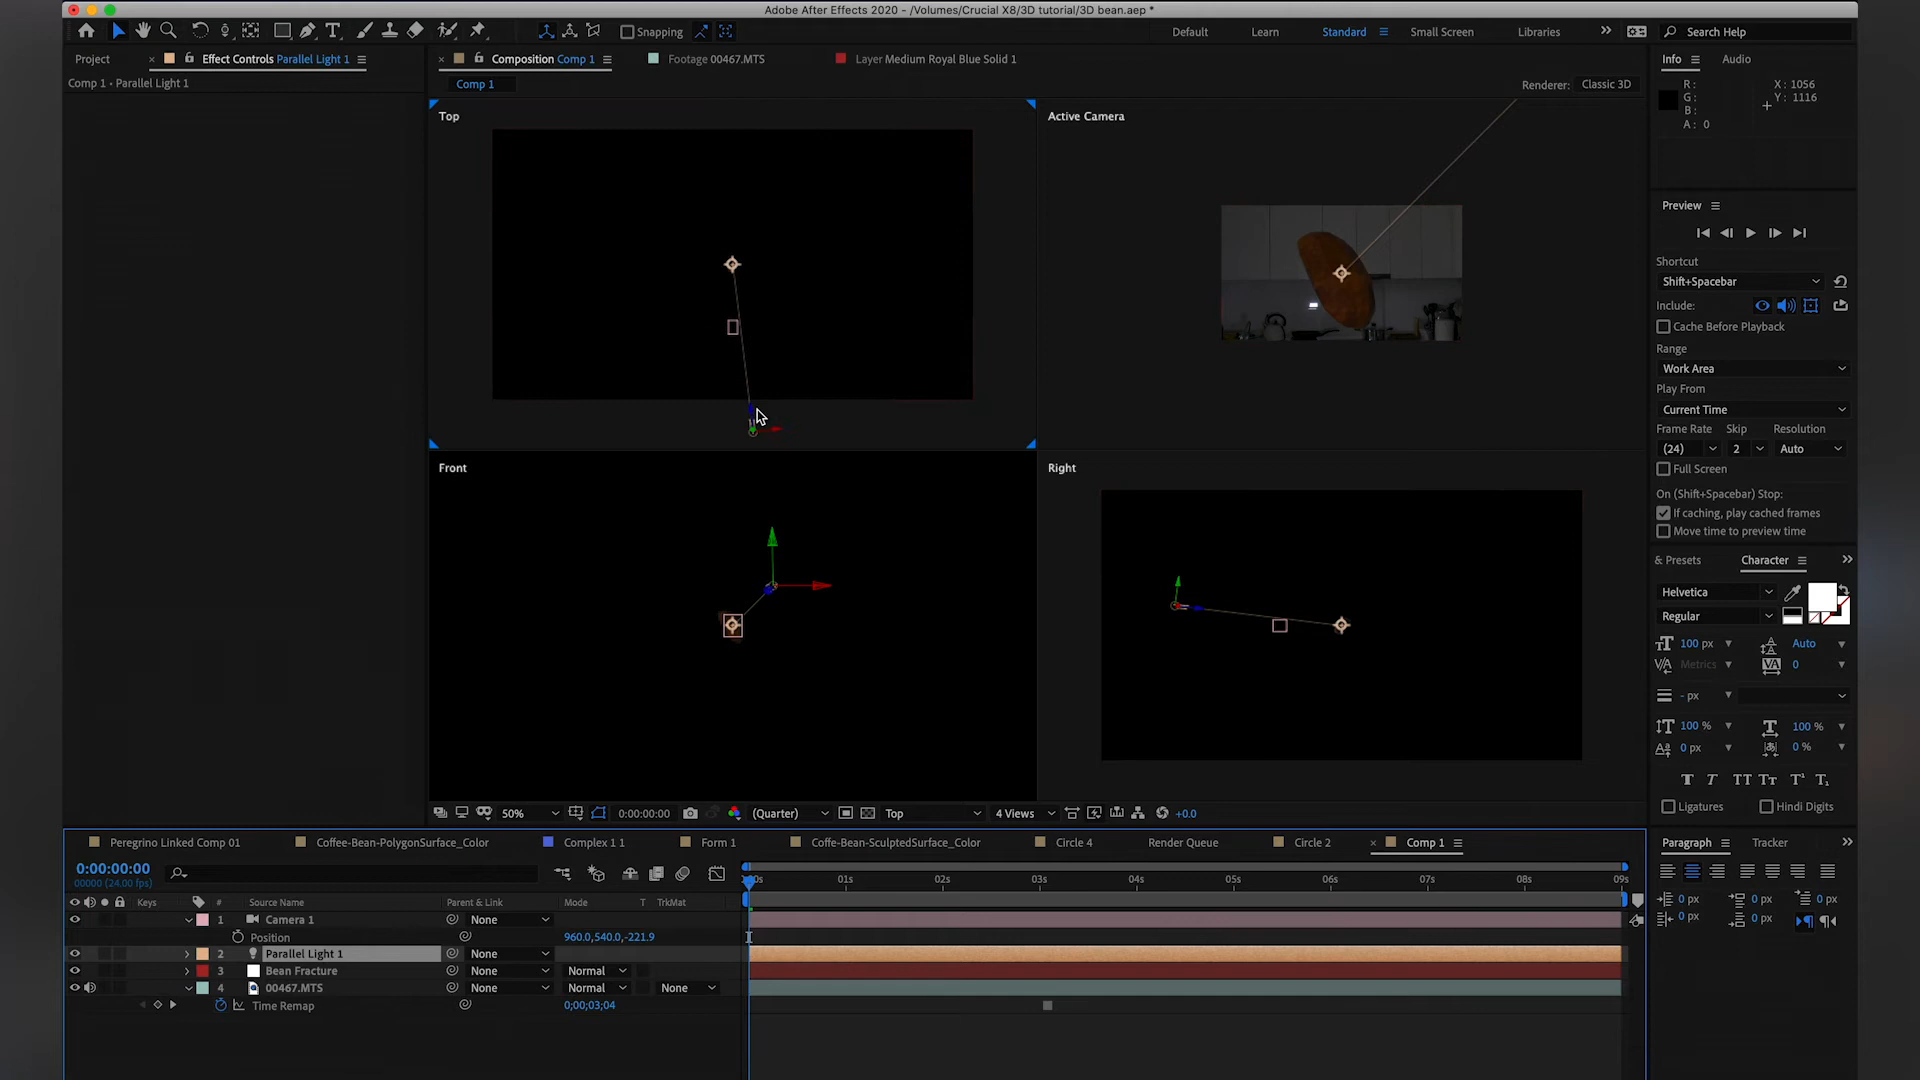 Adobe After Effects 2020 - /Volumes/Crucial X8/3D tutorial/3D bean.aep *
Snapping
Default
Learn
Standard
Small Screen
Libraries
Search Help
Project
Effect Controls Parallel Light 1
Composition Comp 1
Footage 00467.MTS
Layer Medium Royal Blue Solid 1
Info
Audio
Comp 1 • Parallel Light 1
Comp 1
Renderer:
Classic 3D
R:
G:
B:
A: 0
X: 1056
Y: 1116
Top
Active Camera
Front
Right
Preview
Shortcut
Shift+Spacebar
Include:
Cache Before Playback
Range
Work Area
Play From
Current Time
Frame Rate
Skip
Resolution
(24)
2
Auto
Full Screen
On (Shift+Spacebar) Stop:
If caching, play cached frames
Move time to preview time
& Presets
Character
Helvetica
Regular
100 px
Auto
Metrics
0
- px
100 %
100 %
0 px
0 %
Ligatures
Hindi Digits
50%
0:00:00:00
(Quarter)
Top
4 Views
+0.0
Peregrino Linked Comp 01
Coffee-Bean-PolygonSurface_Color
Complex 1 1
Form 1
Coffe-Bean-SculptedSurface_Color
Circle 4
Render Queue
Circle 2
Comp 1
Paragraph
Tracker
0:00:00:00
00000 (24.00 fps)
01s
02s
03s
04s
05s
06s
07s
08s
09s
Keys
#
Source Name
Parent & Link
Mode
T
TrkMat
1
Camera 1
None
Position
960.0,540.0,-221.9
2
Parallel Light 1
None
3
Bean Fracture
None
Normal
4
00467.MTS
None
Normal
None
Time Remap
0;00;03;04
0 px
0 px
0 px
0 px
0 px